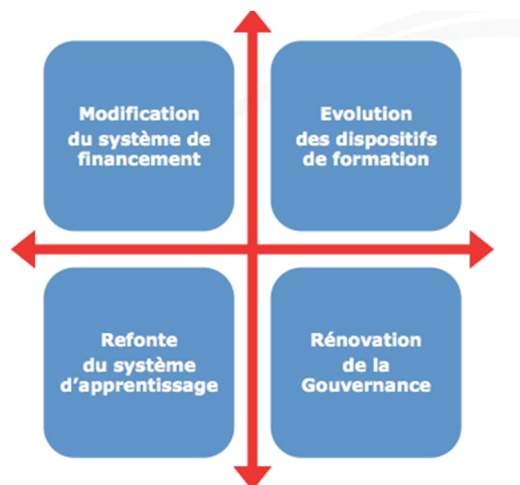 Modification
du système de
financement
Evolution
des dispositifs
de formation
Refonte
du système
d'apprentissage
Rénovation
de la
Gouvernance